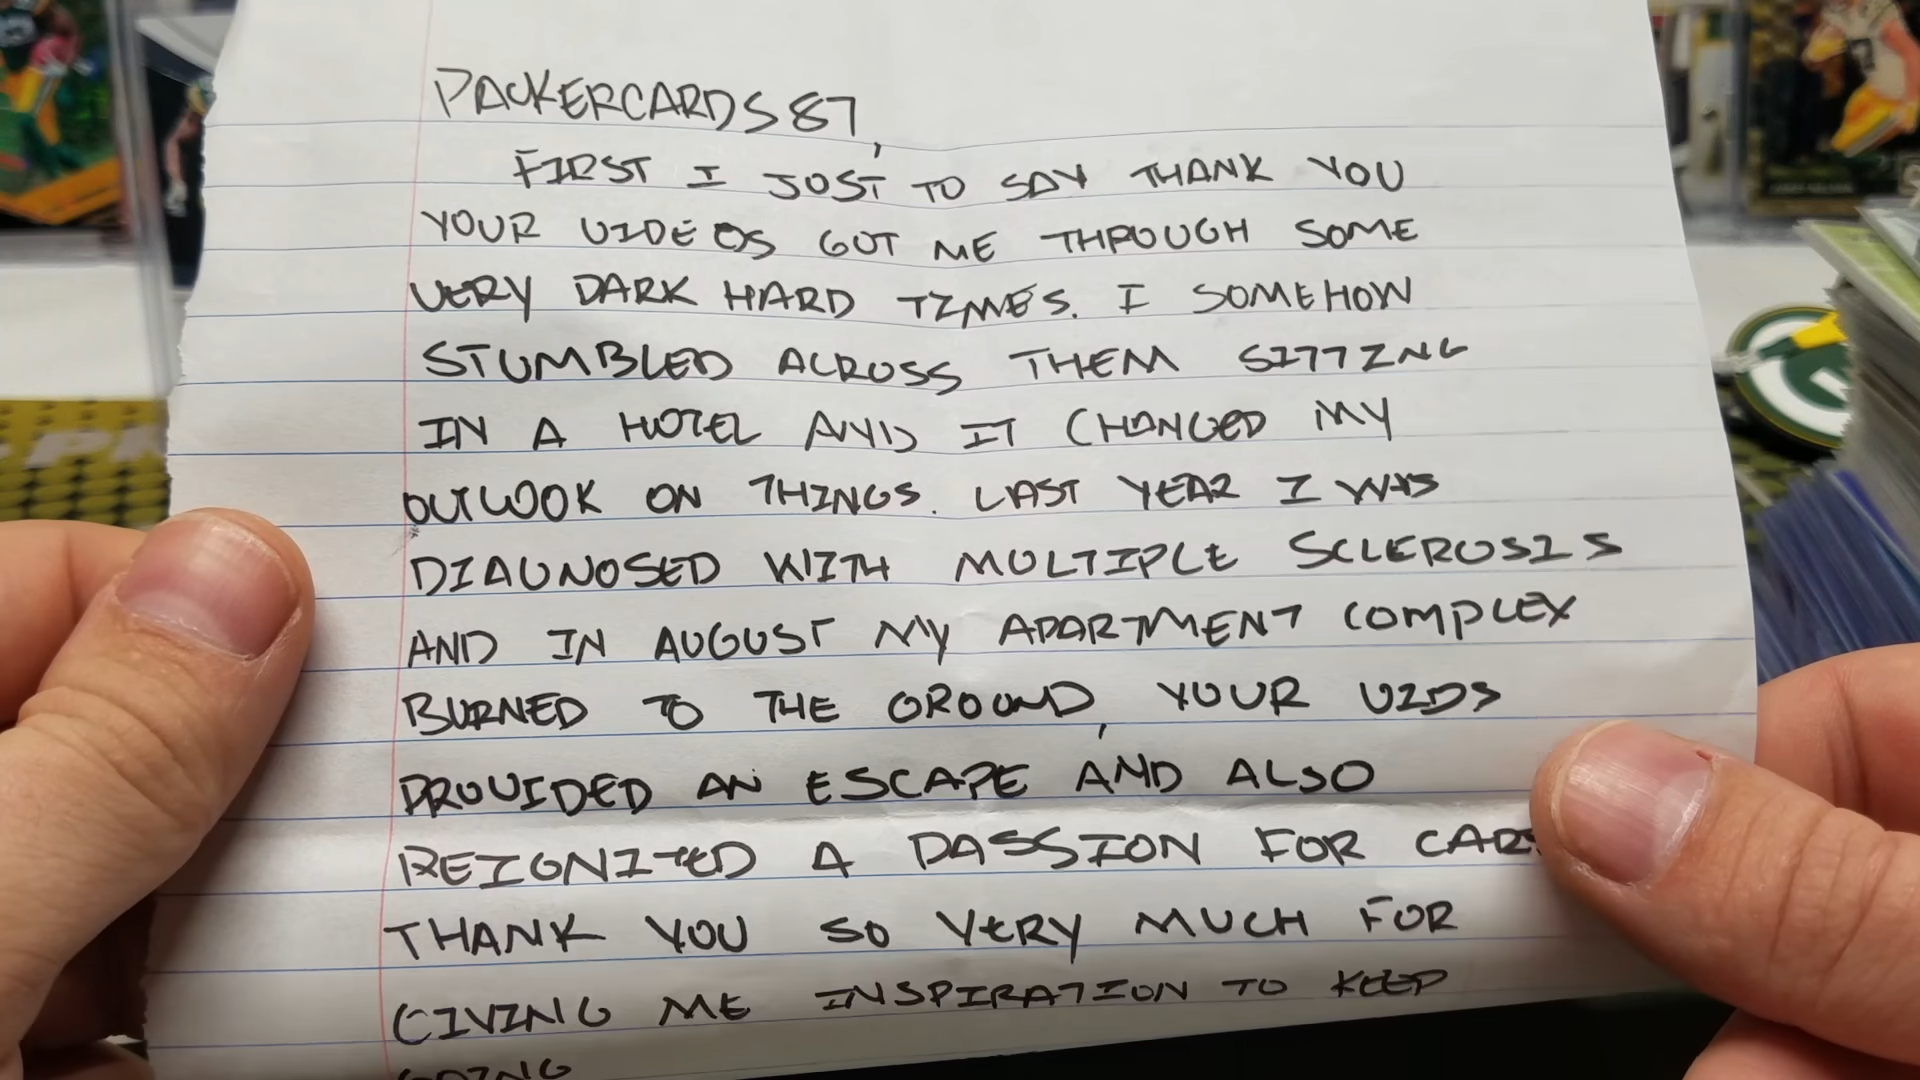 PACKERCARDS87,
FIRST I JUST TO SAY THANK YOU
YOUR VIDEOS GOT ME THROUGH SOME
VERY DARK HARD TIMES. I SOMEHOW
STUMBLED ACROSS THEM SITTING
IN A HOTEL AND IT CHANGED MY
OUTLOOK ON THINGS. LAST YEAR I WAS
DIAGNOSED WITH MULTIPLE SCLEROSIS
AND IN AUGUST MY APARTMENT COMPLEX
BURNED TO THE GROUND, YOUR VIDS
PROVIDED AN ESCAPE AND ALSO
REIGNITED A PASSION FOR
THANK YOU SO VERY MUCH FOR
GIVING ME INSPIRATION TO KEEP
GOING